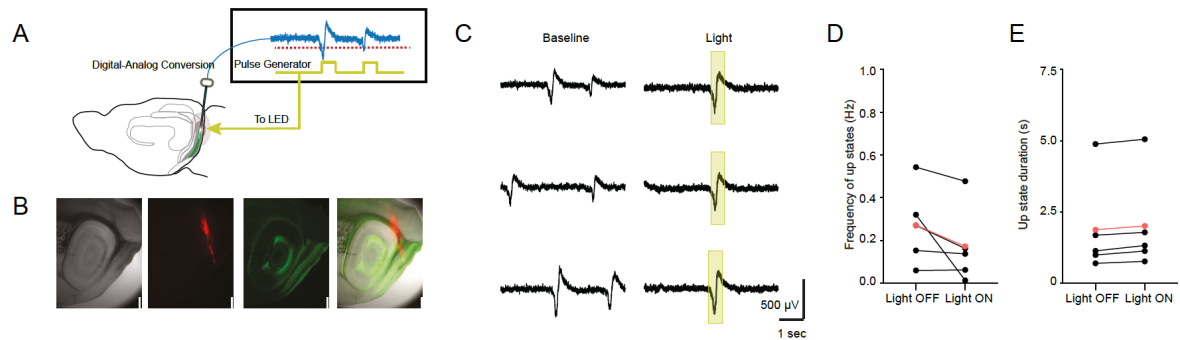 A
Digital-Analog Conversion
Pulse Generator
To LED
B
C
Baseline
Light
500 µV
1 sec
D
Frequency of up states (Hz)
1.0
0.8
0.6
0.4
0.2
0.0
Light OFF Light ON
E
Up state duration (s)
7.5
5.0
2.5
0.0
Light OFF Light ON